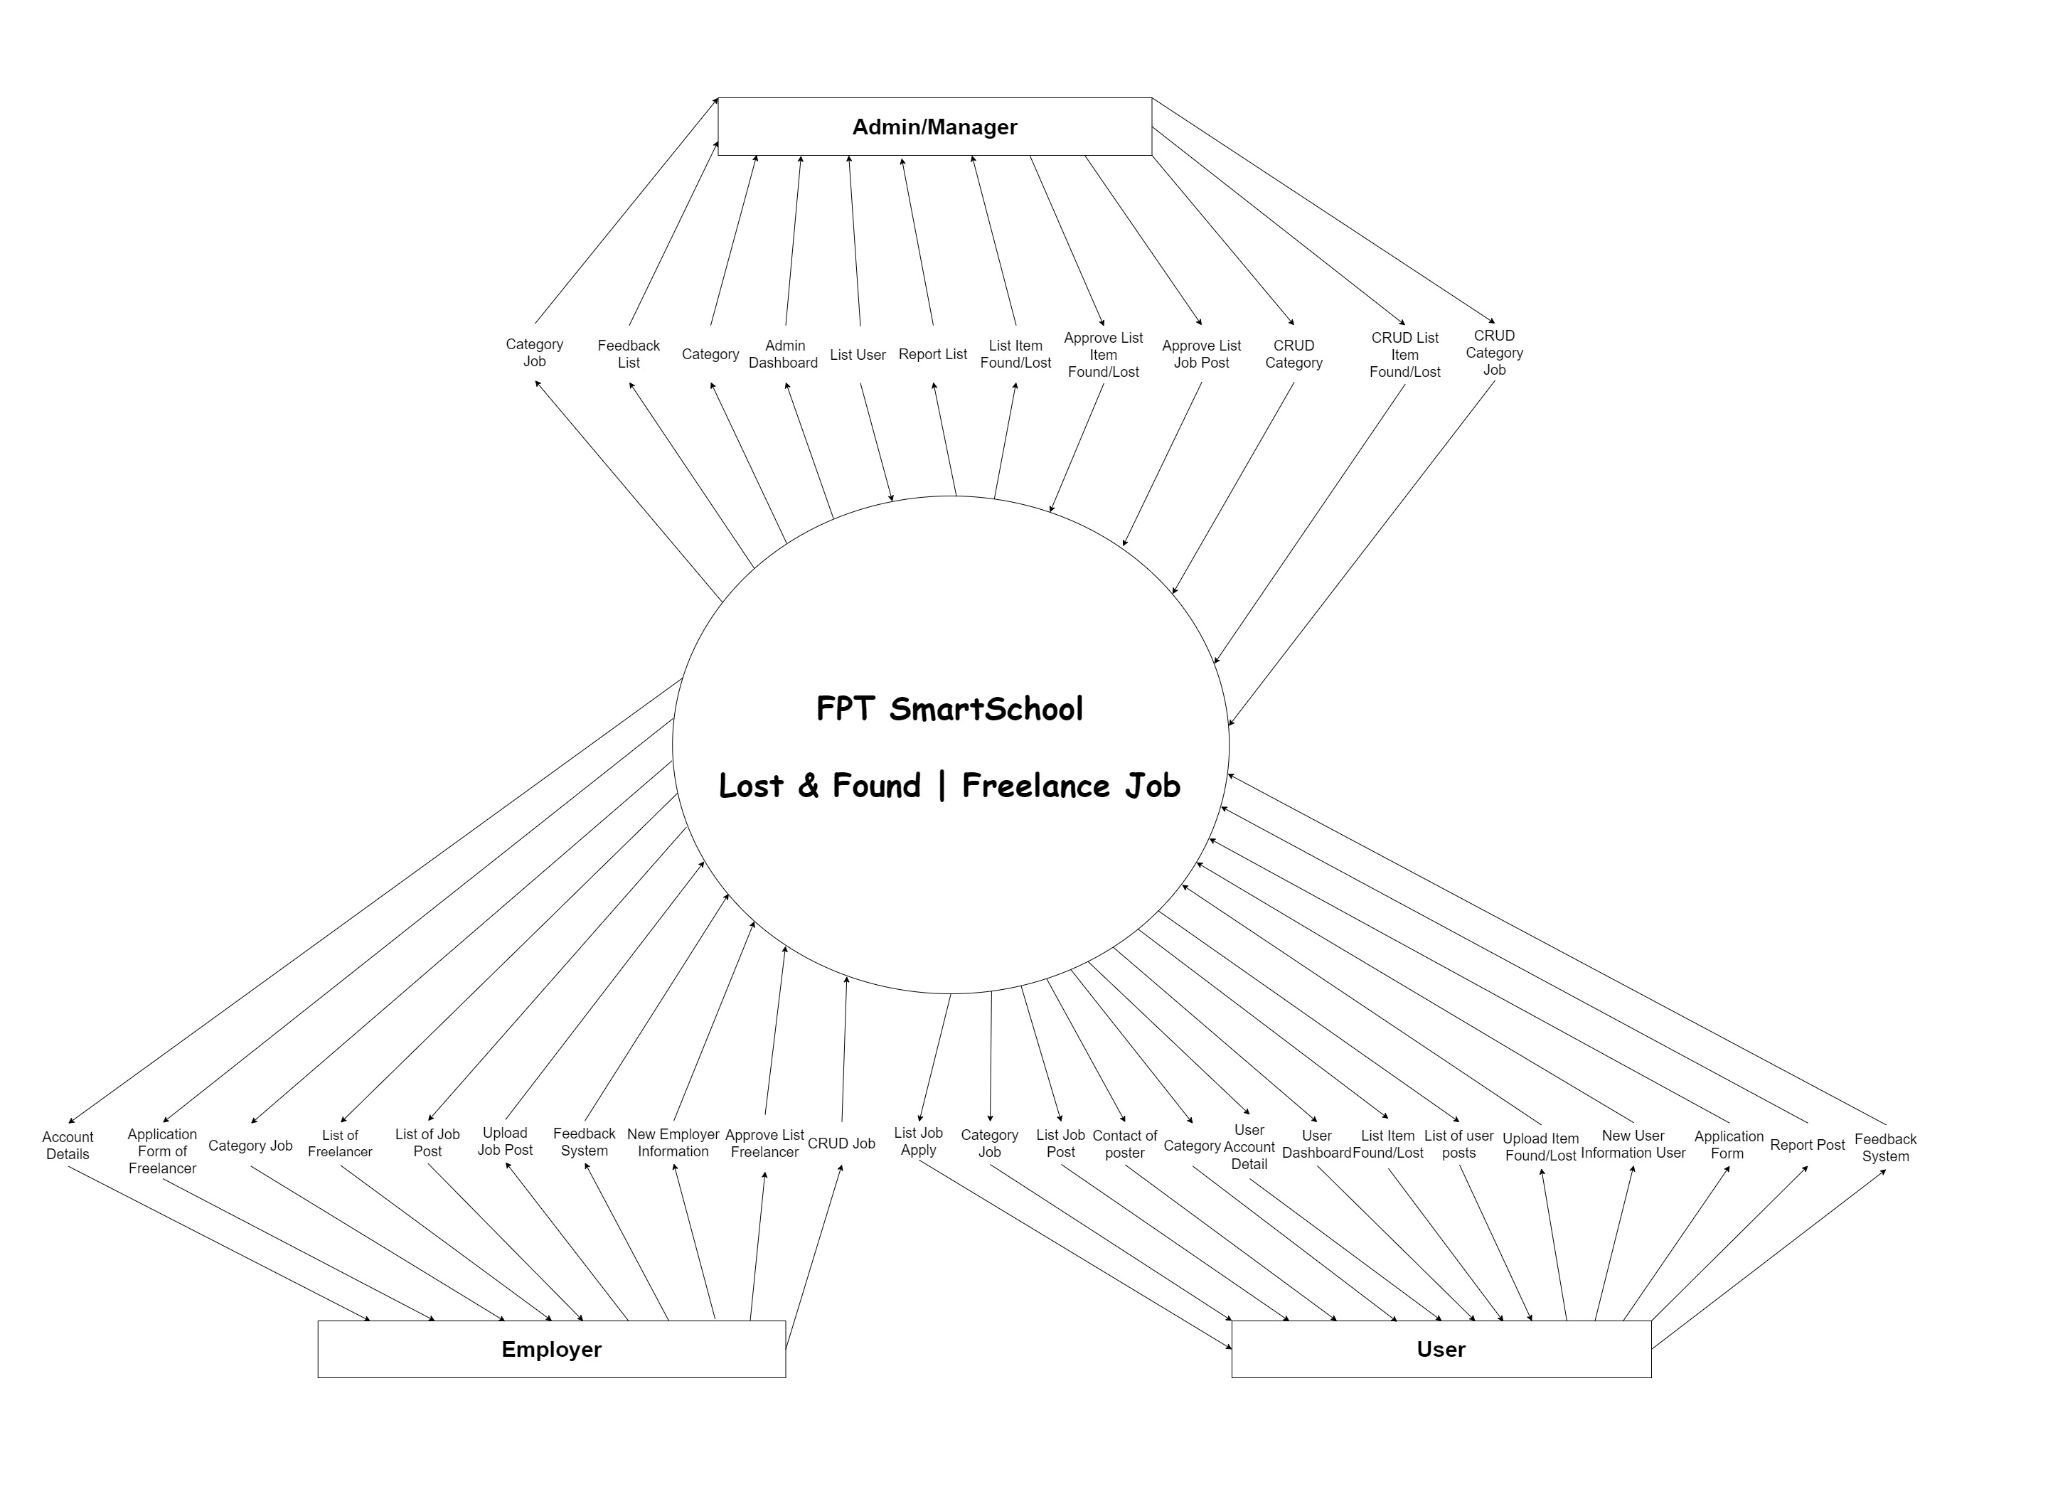 Admin/Manager
Category
Job
Feedback
List
Category
Admin
Dashboard
List User
Report List
List Item
Found/Lost
Approve List
Item
Found/Lost
Approve List
Job Post
CRUD
Category
CRUD List
Item
Found/Lost
CRUD
Category
Job
FPT SmartSchool
Lost & Found | Freelance Job
Account
Details
Application
Form of
Freelancer
Category Job
List of
Freelancer
List of Job
Post
Upload
Job Post
Feedback
System
New Employer
Information
Approve List
Freelancer
CRUD Job
List Job
Apply
Category
Job
List Job
Post
Contact of
poster
Category
User
Account
Detail
User
Dashboard
List Item
Found/Lost
List of user
posts
Upload Item
Found/Lost
New User
Information User
Application
Form
Report Post
Feedback
System
Employer
User